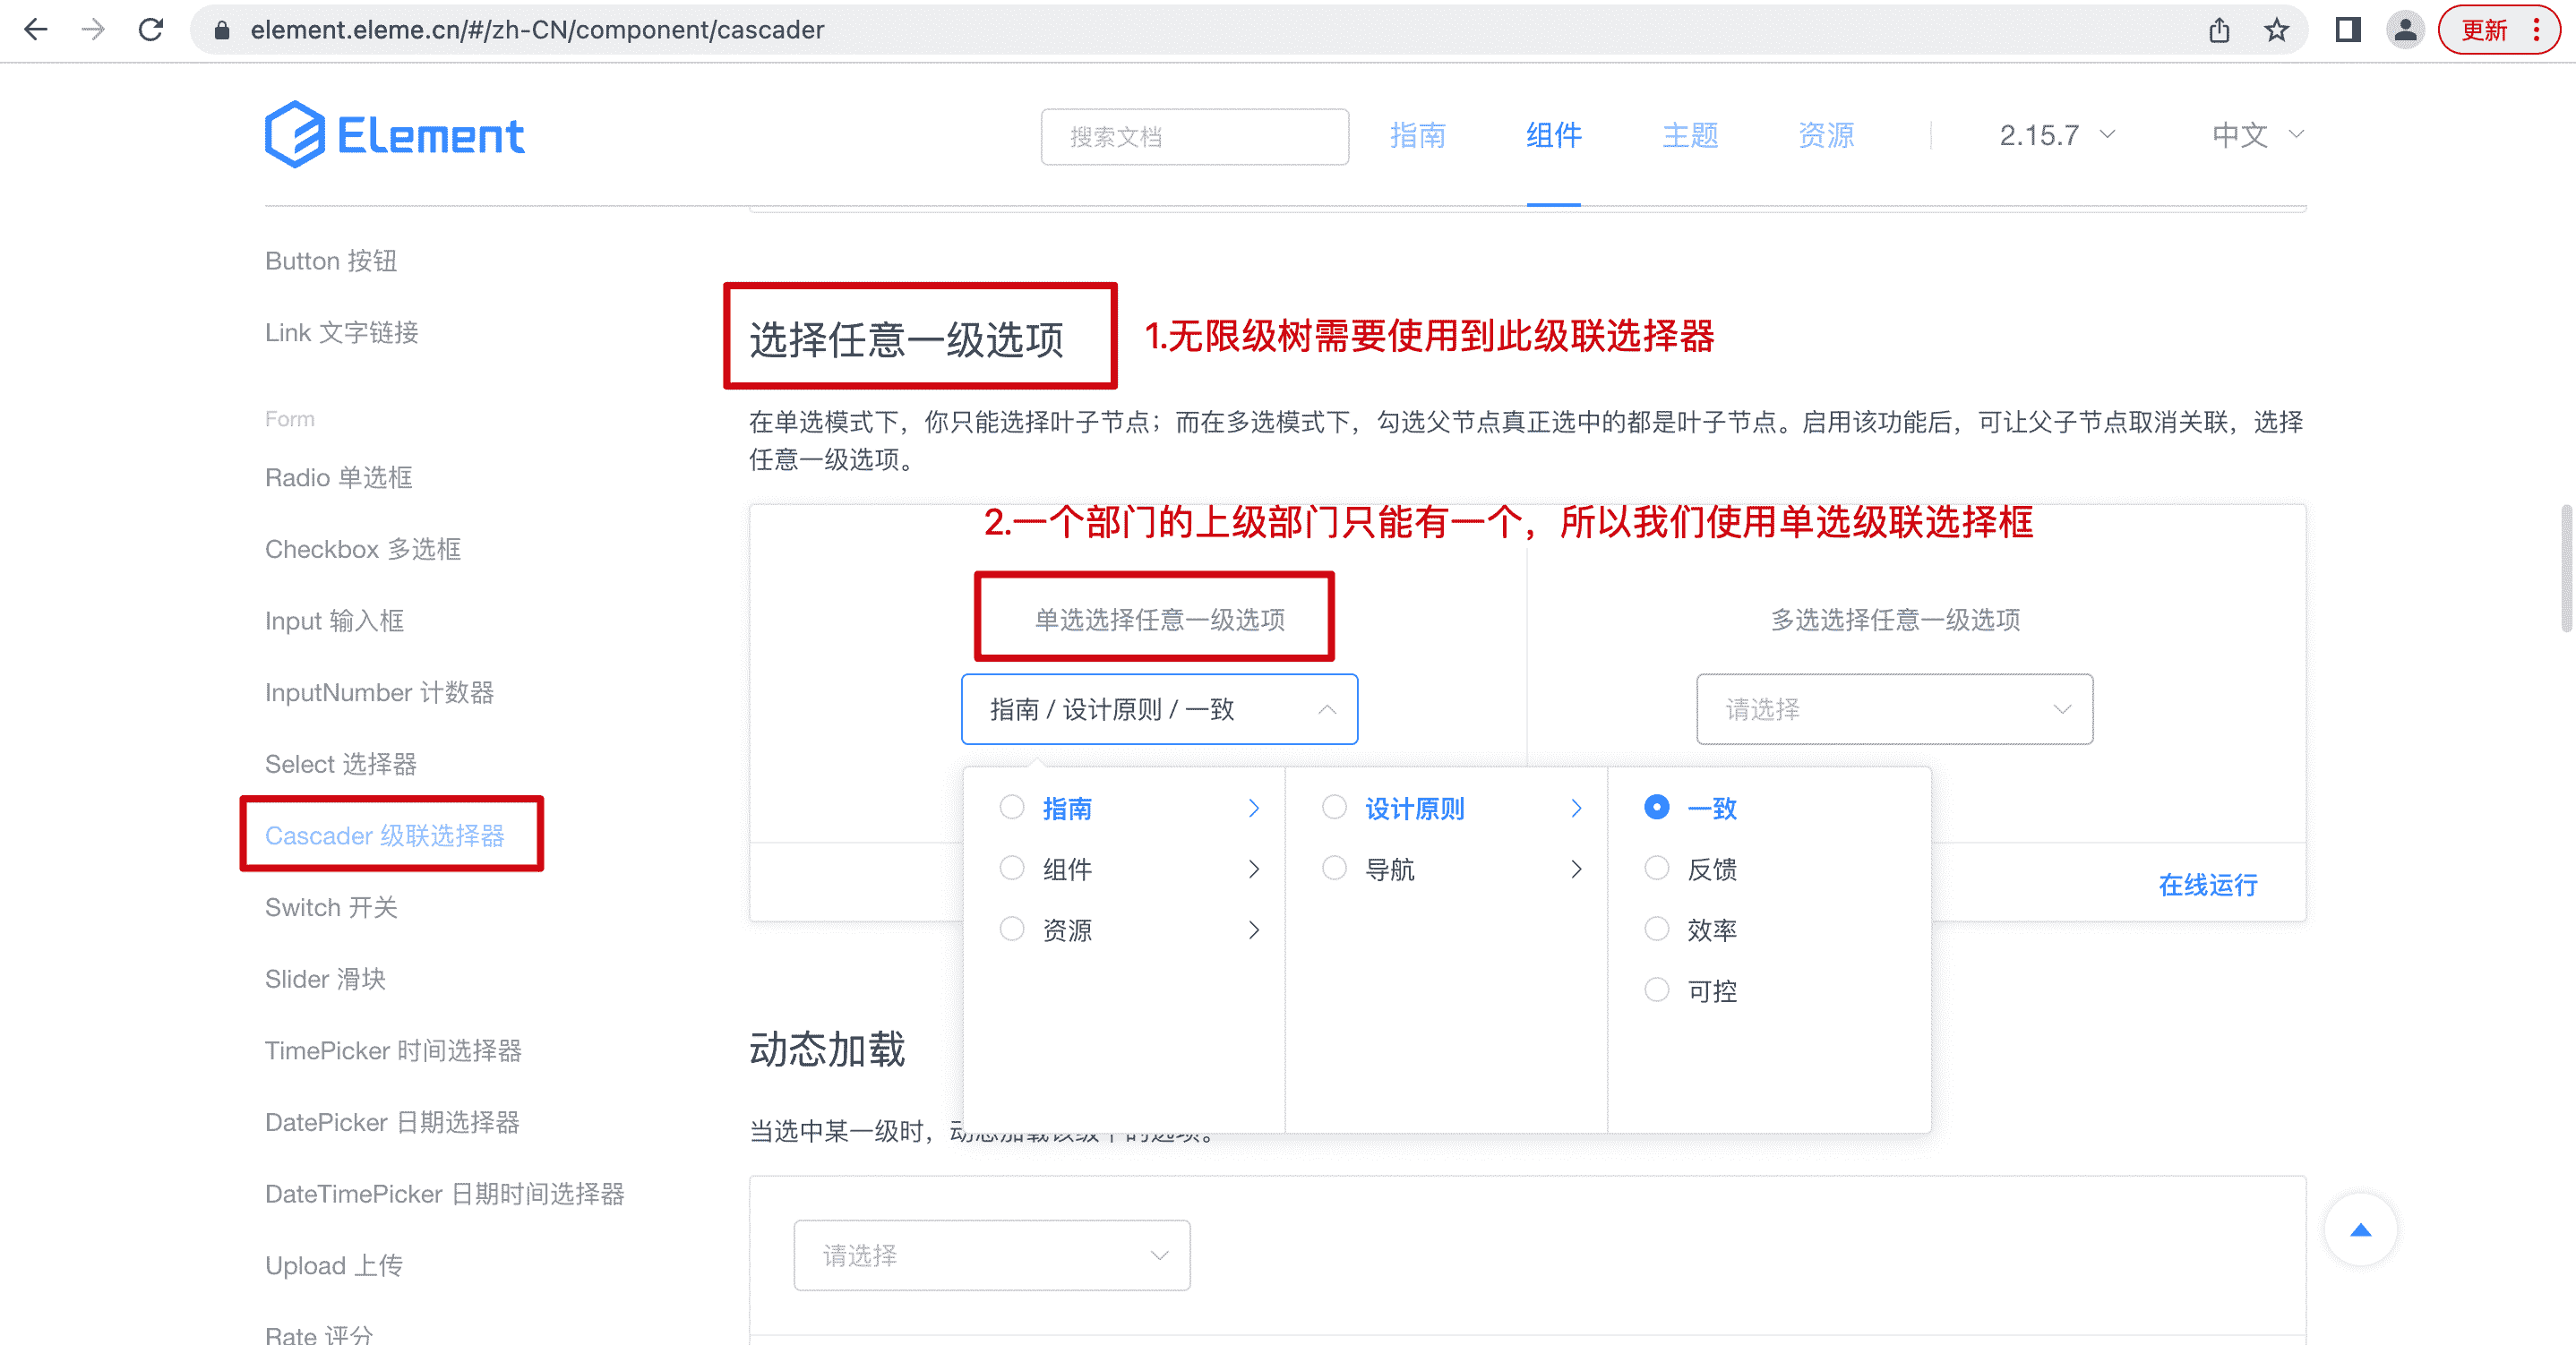 element.eleme.cn/#/zh-CN/component/cascader
更新
Element
搜索文档
指南
组件
主题
资源
2.15.7
中文
Button 按钮
Link 文字链接
Form
Radio 单选框
Checkbox 多选框
Input 输入框
InputNumber 计数器
Select 选择器
Cascader 级联选择器
Switch 开关
Slider 滑块
TimePicker 时间选择器
DatePicker 日期选择器
DateTimePicker 日期时间选择器
Upload 上传
Rate 评分
选择任意一级选项
1.无限级树需要使用到此级联选择器
在单选模式下，你只能选择叶子节点；而在多选模式下，勾选父节点真正选中的都是叶子节点。启用该功能后，可让父子节点取消关联，选择
任意一级选项。
2.一个部门的上级部门只能有一个，所以我们使用单选级联选择框
单选选择任意一级选项
多选选择任意一级选项
指南 / 设计原则 / 一致
请选择
指南
设计原则
一致
组件
导航
反馈
资源
效率
可控
在线运行
动态加载
当选中某一级时，动态加载该级下的选项。
请选择